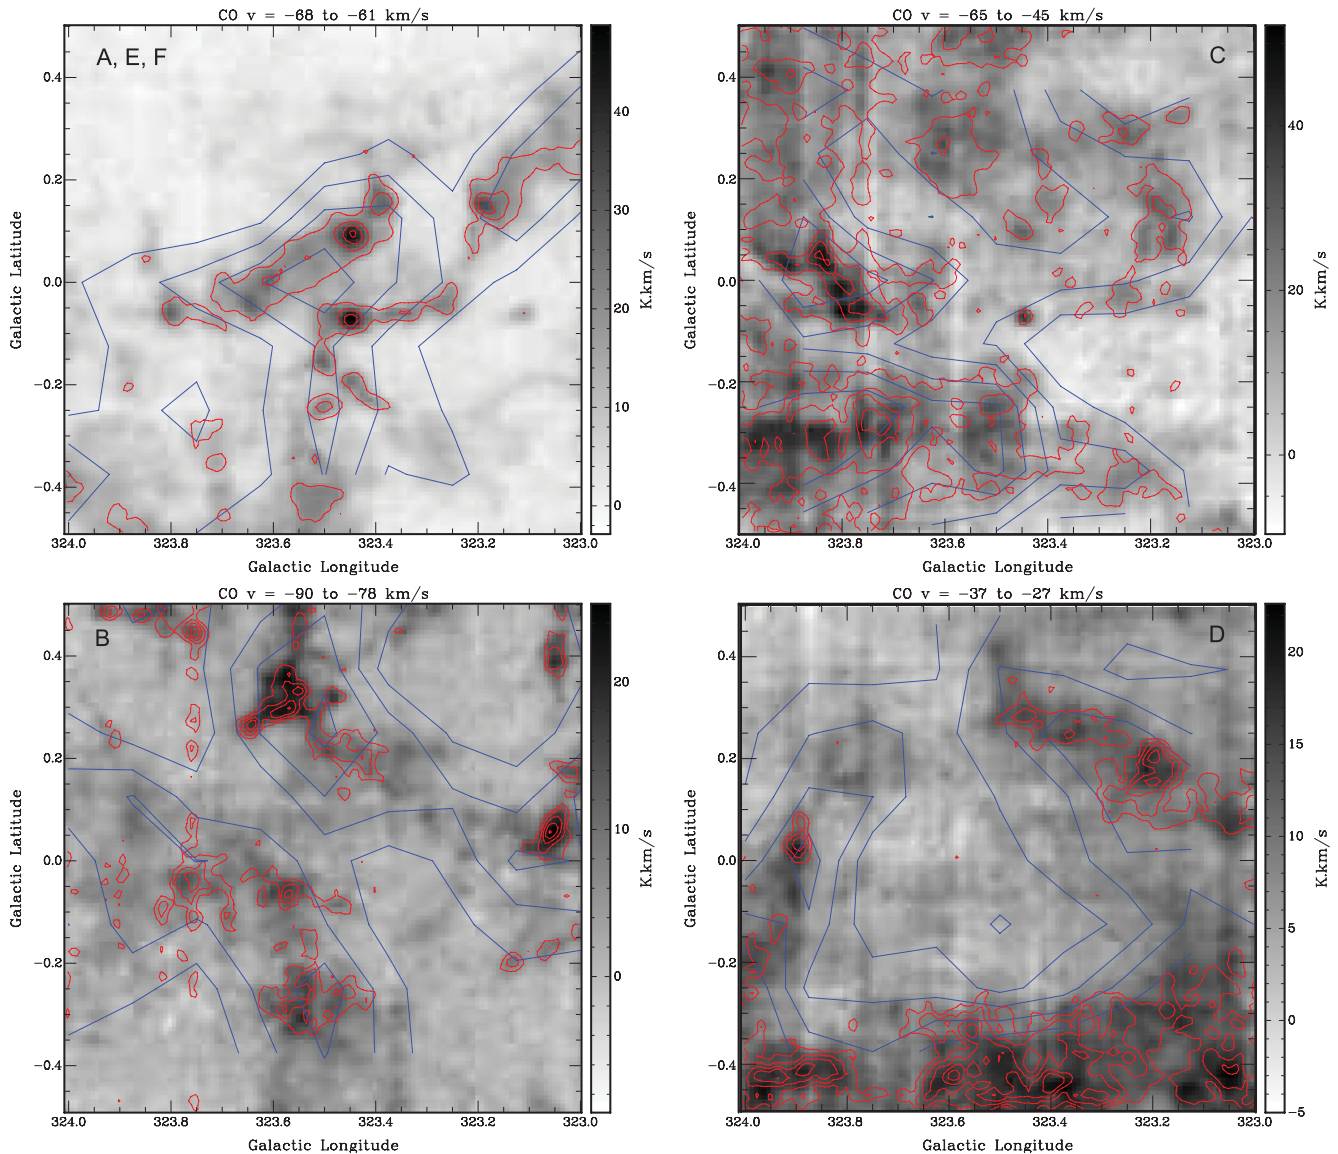 CO v = −68 to −61 km/s
A, E, F
0.4
0.2
0.0
−0.2
−0.4
Galactic Latitude
324.0 323.8 323.6 323.4 323.2 323.0
Galactic Longitude
40
30
20
10
0
K.km/s
CO v = −65 to −45 km/s
C
0.4
0.2
0.0
−0.2
−0.4
Galactic Latitude
324.0 323.8 323.6 323.4 323.2 323.0
Galactic Longitude
40
20
0
K.km/s
CO v = −90 to −78 km/s
B
0.4
0.2
0.0
−0.2
−0.4
Galactic Latitude
324.0 323.8 323.6 323.4 323.2 323.0
Galactic Longitude
20
10
0
K.km/s
CO v = −37 to −27 km/s
D
0.4
0.2
0.0
−0.2
−0.4
Galactic Latitude
324.0 323.8 323.6 323.4 323.2 323.0
Galactic Longitude
20
15
10
5
0
−5
K.km/s